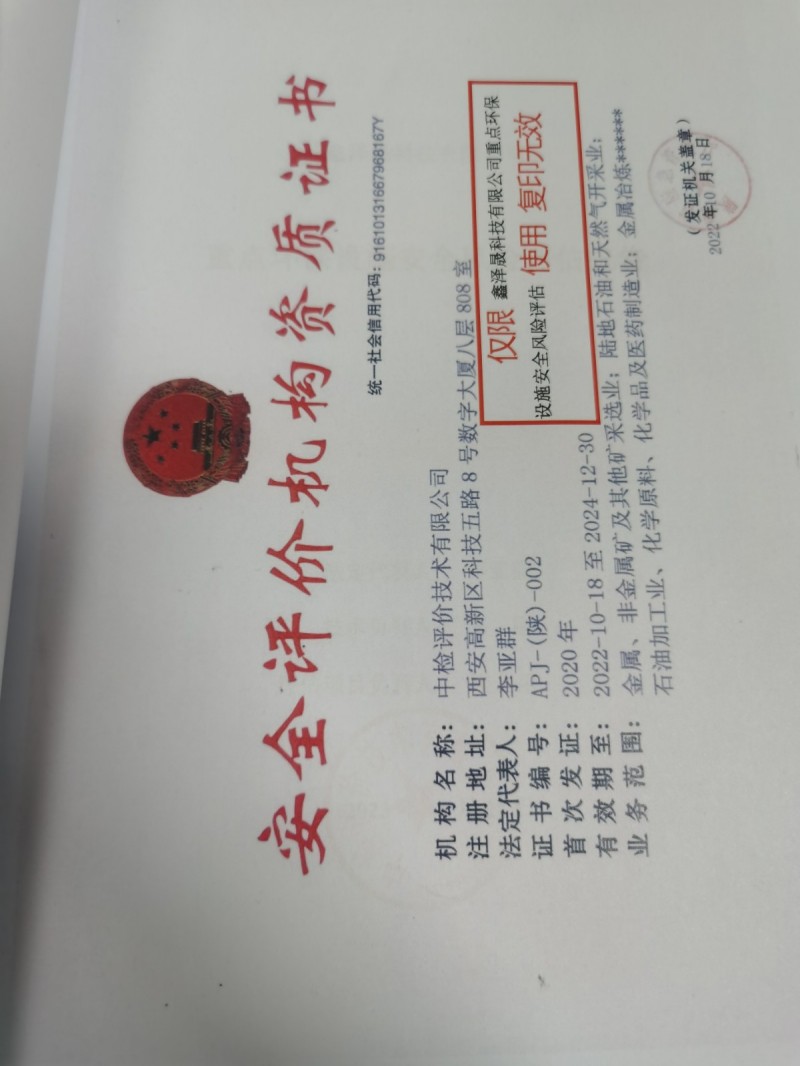 安全评价机构资质证书
统一社会信用代码：91610131667968167Y
机构名称：中检评价技术有限公司
注册地址：西安高新区科技五路8号数字大厦八层808室
法定代表人：李亚群
证书编号：APJ-(陕)-002
首次发证：2020年
有效期至：2022-10-18至2024-12-30
业务范围：金属、非金属矿及其他矿采选业；陆地石油和天然气开采业；
石油加工业、化学原料、化学品及医药制造业；金属冶炼******
仅限 鑫泽晟科技有限公司重点环保
设施安全风险评估 使用 复印无效
（发证机关盖章）
2022年10月18日